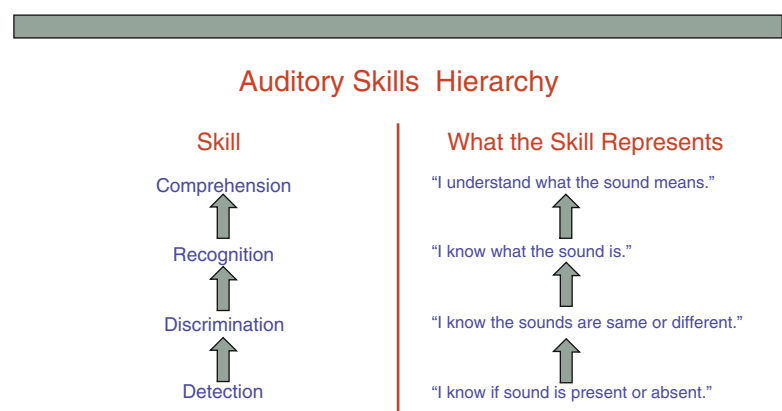 Auditory Skills Hierarchy
Skill
What the Skill Represents
Comprehension
“I understand what the sound means.”
Recognition
“I know what the sound is.”
Discrimination
“I know the sounds are same or different.”
Detection
“I know if sound is present or absent.”